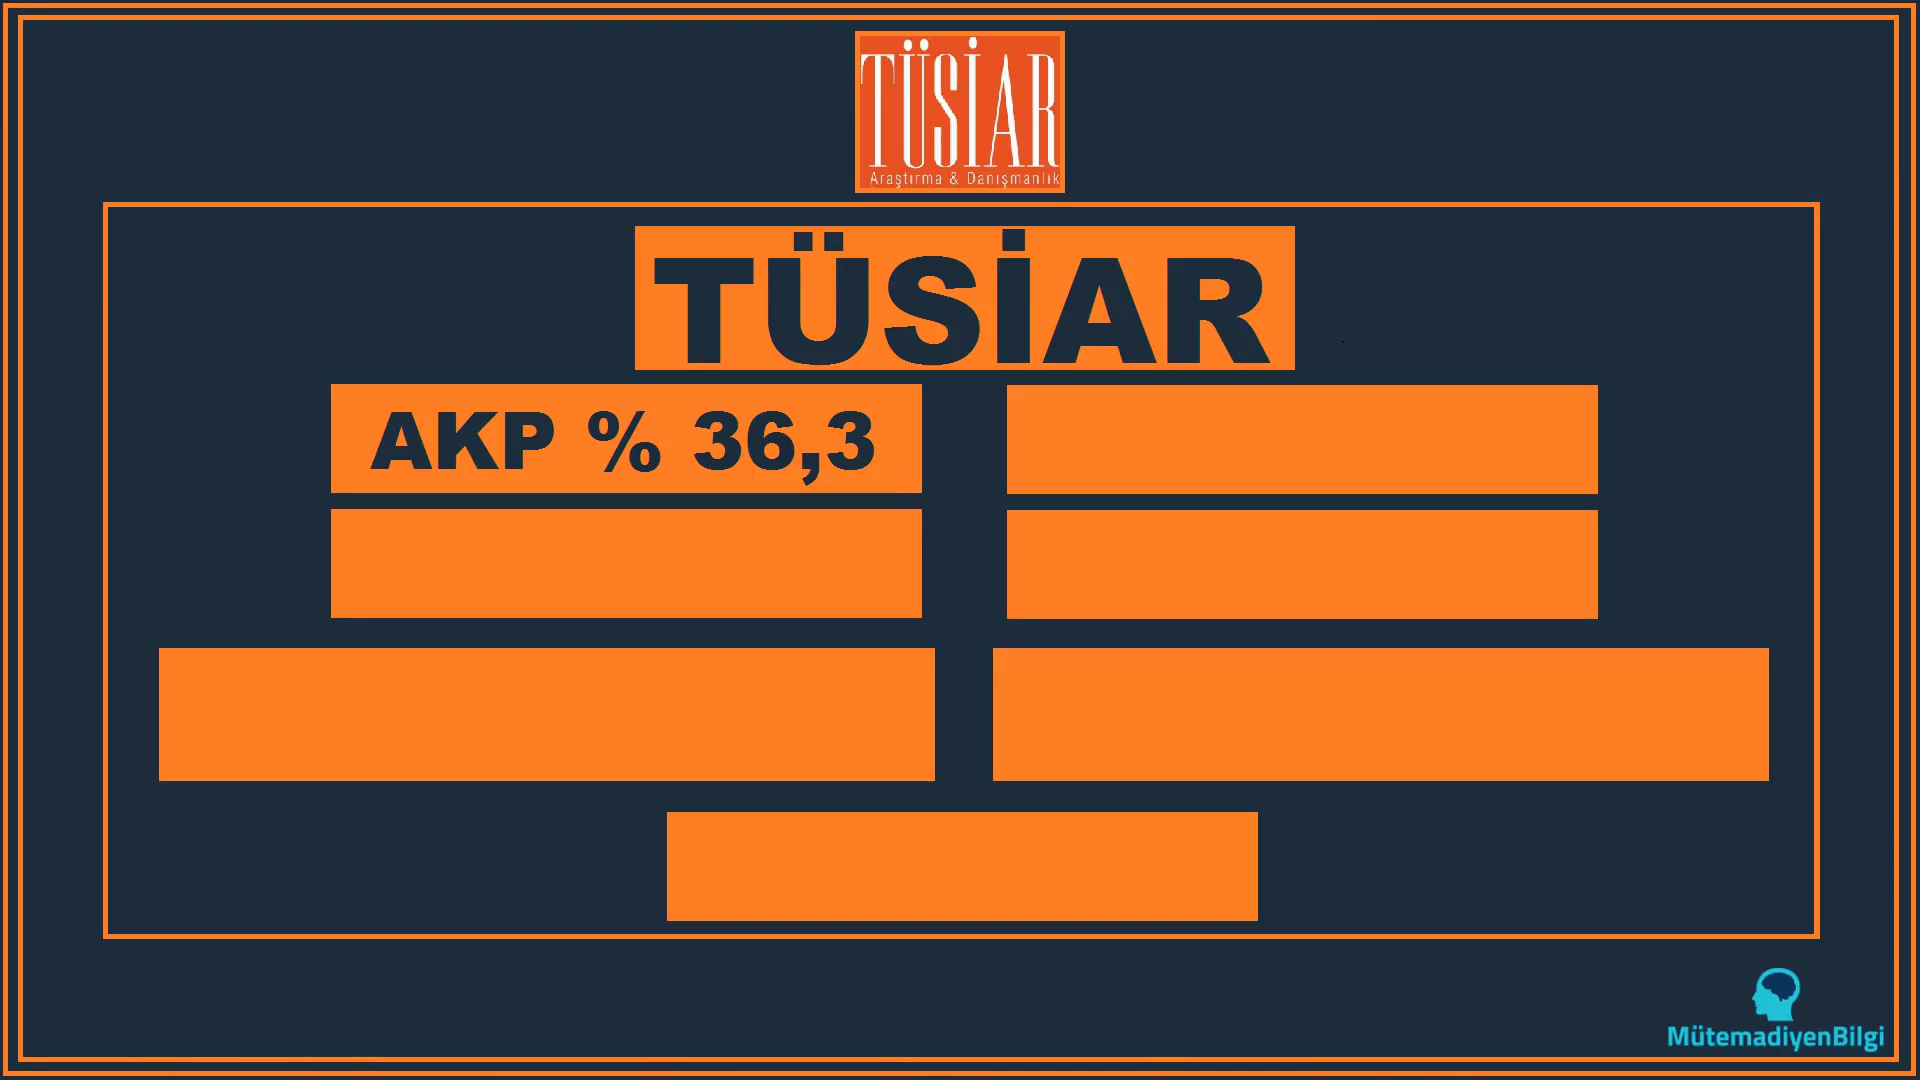 TÜSİAR
Araştırma & Danışmanlık
TÜSİAR
AKP % 36,3
MütemadiyenBilgi